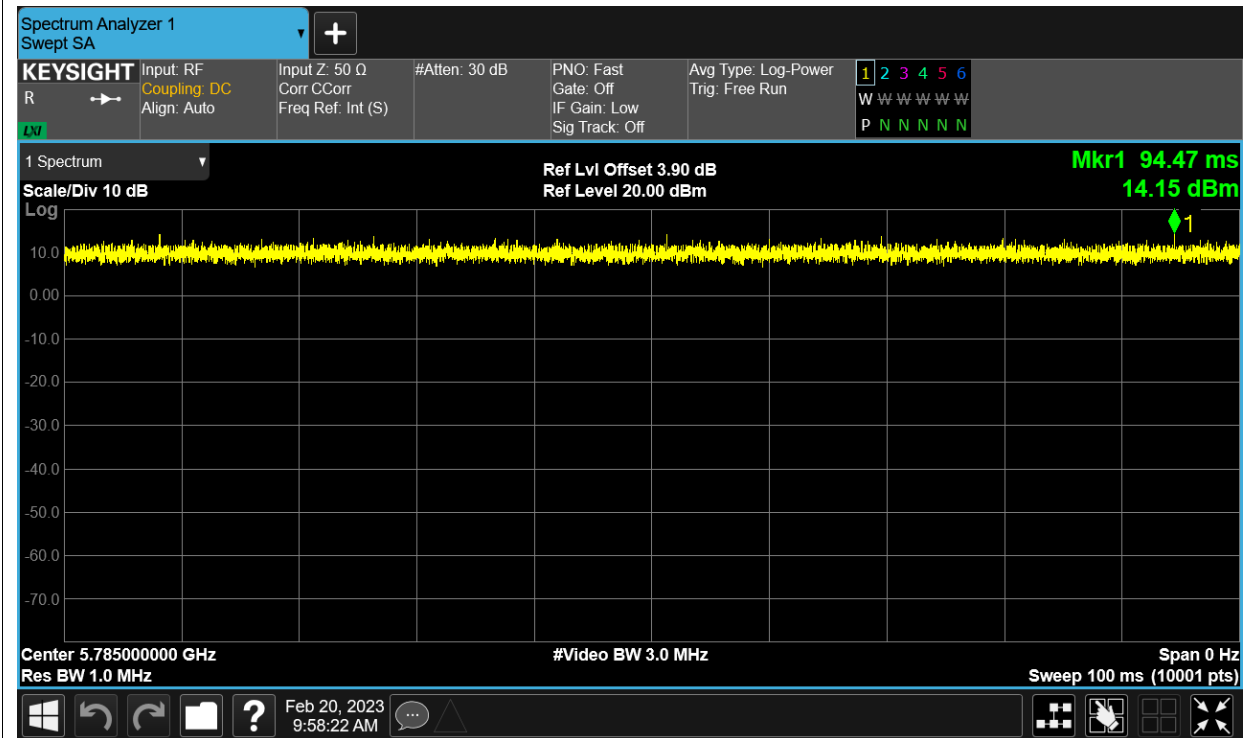 Spectrum Analyzer 1
Swept SA
▼
+
KEYSIGHT
R
LXI
Input: RF
Coupling: DC
Align: Auto
Input Z: 50 Ω
Corr CCorr
Freq Ref: Int (S)
#Atten: 30 dB
PNO: Fast
Gate: Off
IF Gain: Low
Sig Track: Off
Avg Type: Log-Power
Trig: Free Run
1 2 3 4 5 6
W W W W W W
P N N N N N
1 Spectrum ▼
Scale/Div 10 dB
Log
Ref Lvl Offset 3.90 dB
Ref Level 20.00 dBm
Mkr1 94.47 ms
14.15 dBm
1
10.0
0.00
-10.0
-20.0
-30.0
-40.0
-50.0
-60.0
-70.0
Center 5.785000000 GHz
Res BW 1.0 MHz
#Video BW 3.0 MHz
Span 0 Hz
Sweep 100 ms (10001 pts)
?
Feb 20, 2023
9:58:22 AM